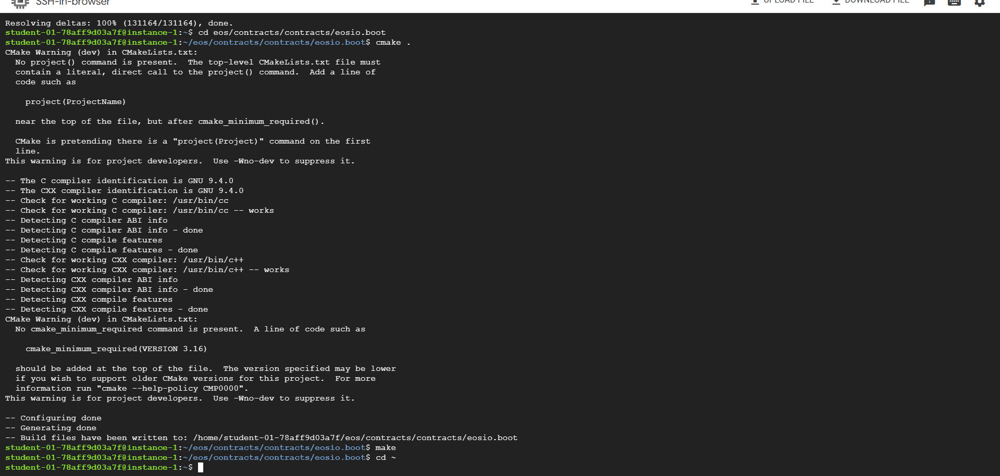 SSH-in-browser
UPLOAD FILE
DOWNLOAD FILE
Resolving deltas: 100% (131164/131164), done.
student-01-78aff9d03a7f@instance-1:~$ cd eos/contracts/contracts/eosio.boot
student-01-78aff9d03a7f@instance-1:~/eos/contracts/contracts/eosio.boot$ cmake .
CMake Warning (dev) in CMakeLists.txt:
No project() command is present.  The top-level CMakeLists.txt file must
contain a literal, direct call to the project() command.  Add a line of
code such as
project(ProjectName)
near the top of the file, but after cmake_minimum_required().
CMake is pretending there is a "project(Project)" command on the first
line.
This warning is for project developers.  Use -Wno-dev to suppress it.
-- The C compiler identification is GNU 9.4.0
-- The CXX compiler identification is GNU 9.4.0
-- Check for working C compiler: /usr/bin/cc
-- Check for working C compiler: /usr/bin/cc -- works
-- Detecting C compiler ABI info
-- Detecting C compiler ABI info - done
-- Detecting C compile features
-- Detecting C compile features - done
-- Check for working CXX compiler: /usr/bin/c++
-- Check for working CXX compiler: /usr/bin/c++ -- works
-- Detecting CXX compiler ABI info
-- Detecting CXX compiler ABI info - done
-- Detecting CXX compile features
-- Detecting CXX compile features - done
CMake Warning (dev) in CMakeLists.txt:
No cmake_minimum_required command is present.  A line of code such as
cmake_minimum_required(VERSION 3.16)
should be added at the top of the file.  The version specified may be lower
if you wish to support older CMake versions for this project.  For more
information run "cmake --help-policy CMP0000".
This warning is for project developers.  Use -Wno-dev to suppress it.
-- Configuring done
-- Generating done
-- Build files have been written to: /home/student-01-78aff9d03a7f/eos/contracts/contracts/eosio.boot
student-01-78aff9d03a7f@instance-1:~/eos/contracts/contracts/eosio.boot$ make
student-01-78aff9d03a7f@instance-1:~/eos/contracts/contracts/eosio.boot$ cd ~
student-01-78aff9d03a7f@instance-1:~$